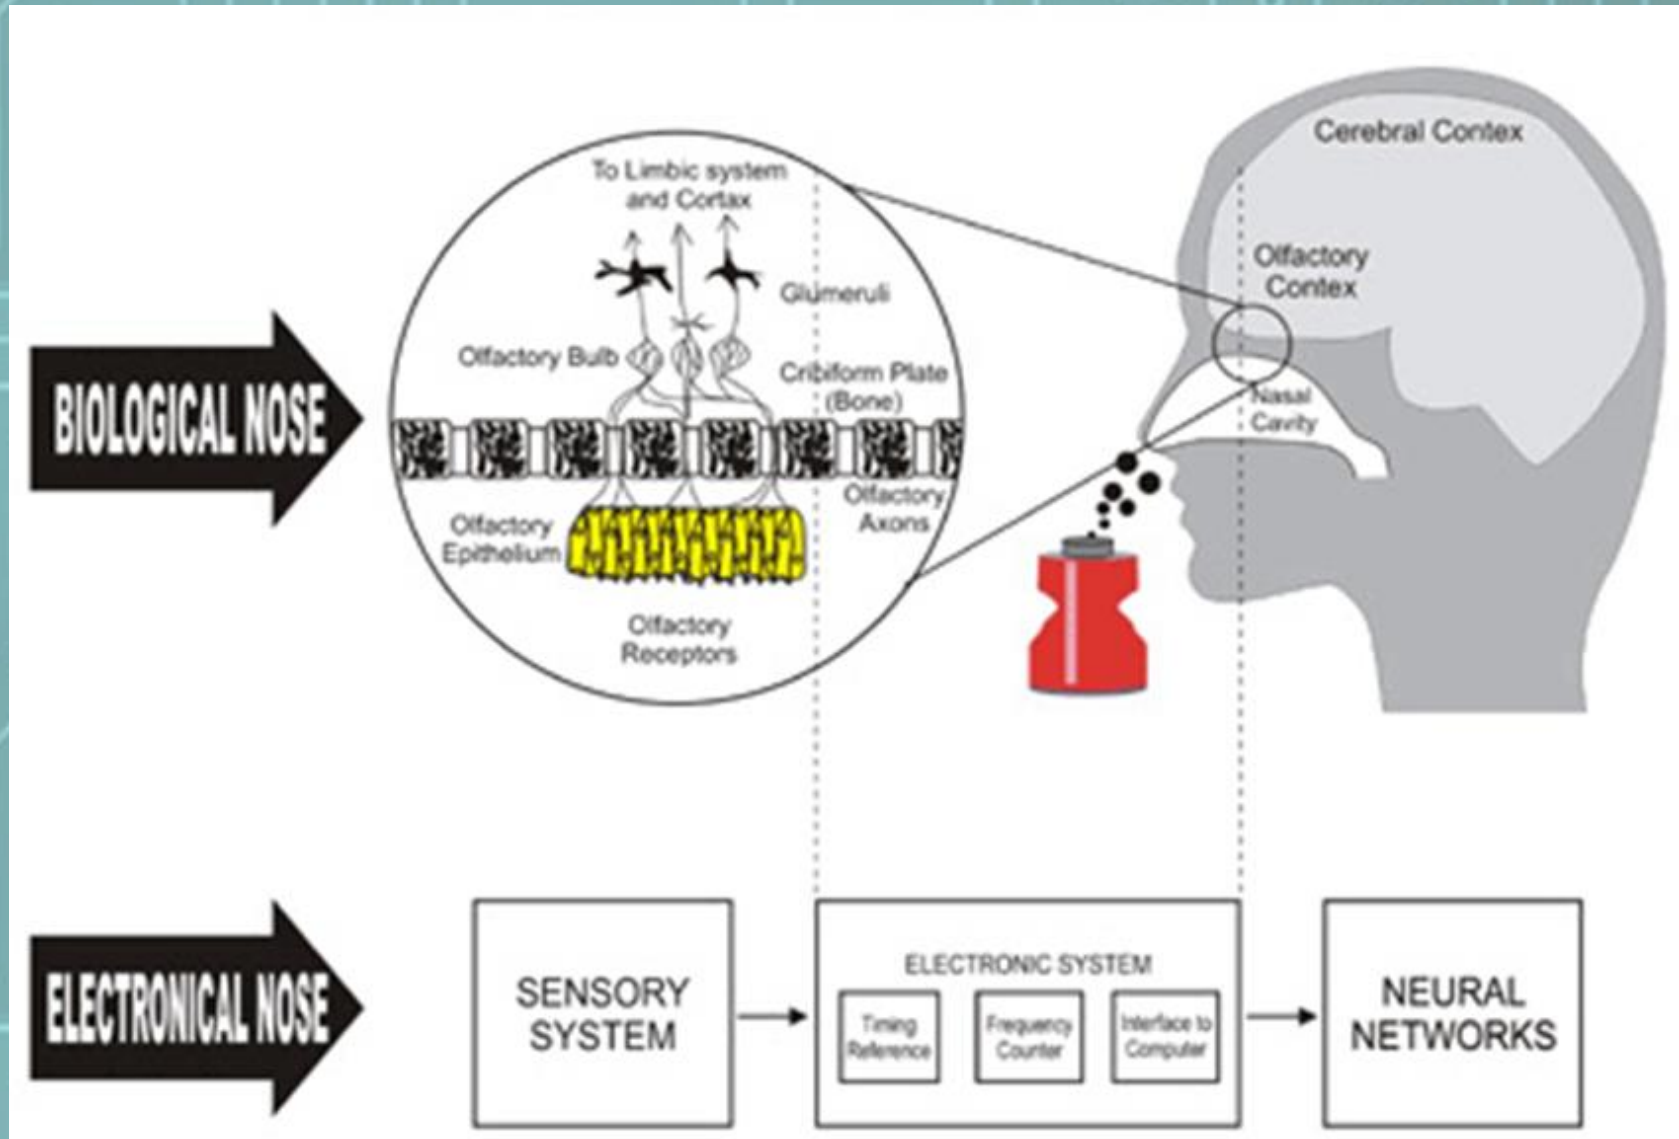 To Limbic system
and Cortax
Glumeruli
Olfactory Bulb
Cribiform Plate
(Bone)
Olfactory
Axons
Olfactory
Epithelium
Olfactory
Receptors
Cerebral Contex
Olfactory
Contex
Nasal
Cavity
BIOLOGICAL NOSE
ELECTRONICAL NOSE
SENSORY
SYSTEM
ELECTRONIC SYSTEM
Timing
Reference
Frequency
Counter
Interface to
Computer
NEURAL
NETWORKS